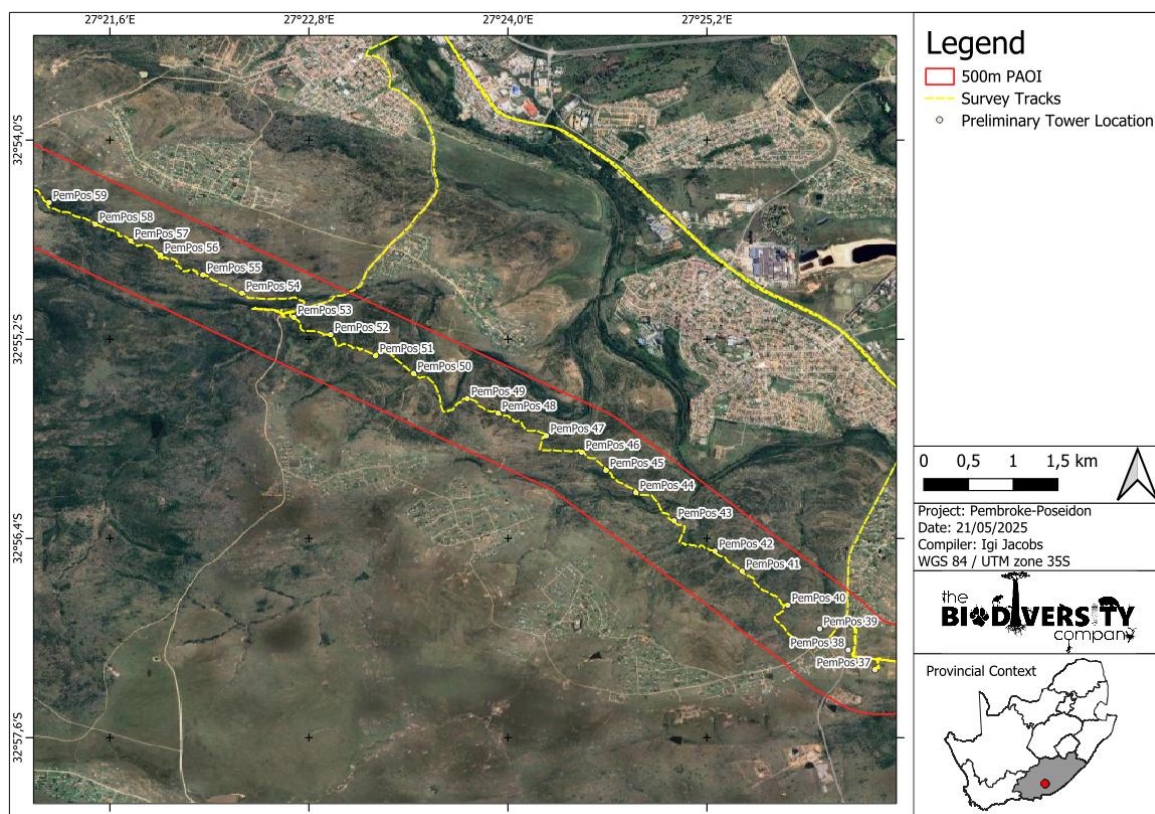 27°21,6'E
27°22,8'E
27°24,0'E
27°25,2'E
32°54,0'S
32°55,2'S
32°56,4'S
32°57,6'S
PemPos 59
PemPos 58
PemPos 57
PemPos 56
PemPos 55
PemPos 54
PemPos 53
PemPos 52
PemPos 51
PemPos 50
PemPos 49
PemPos 48
PemPos 47
PemPos 46
PemPos 45
PemPos 44
PemPos 43
PemPos 42
PemPos 41
PemPos 40
PemPos 39
PemPos 38
PemPos 37
Legend
500m PAOI
Survey Tracks
Preliminary Tower Location
0 0,5 1 1,5 km
Project: Pembroke-Poseidon
Date: 21/05/2025
Compiler: Igi Jacobs
WGS 84 / UTM zone 35S
the
BIODIVERSITY
company
Provincial Context